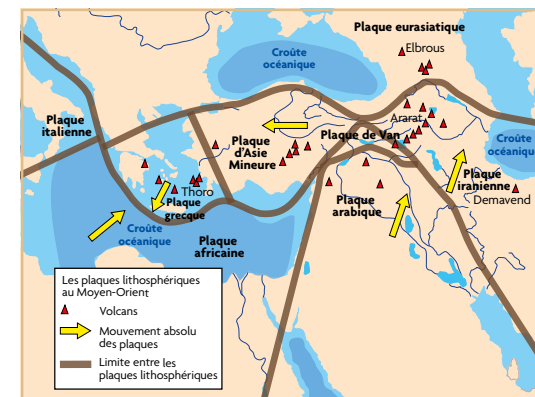 Plaque eurasiatique
Elbrous
Croûte
océanique
Plaque
italienne
Ararat
Plaque
d'Asie
Mineure
Plaque de Van
Croûte
océanique
Plaque
iranienne
Demavend
Thoro
Plaque
grecque
Plaque
arabique
Croûte
océanique
Plaque
africaine
Les plaques lithosphériques
au Moyen-Orient
Volcans
Mouvement absolu
des plaques
Limite entre les
plaques lithosphériques